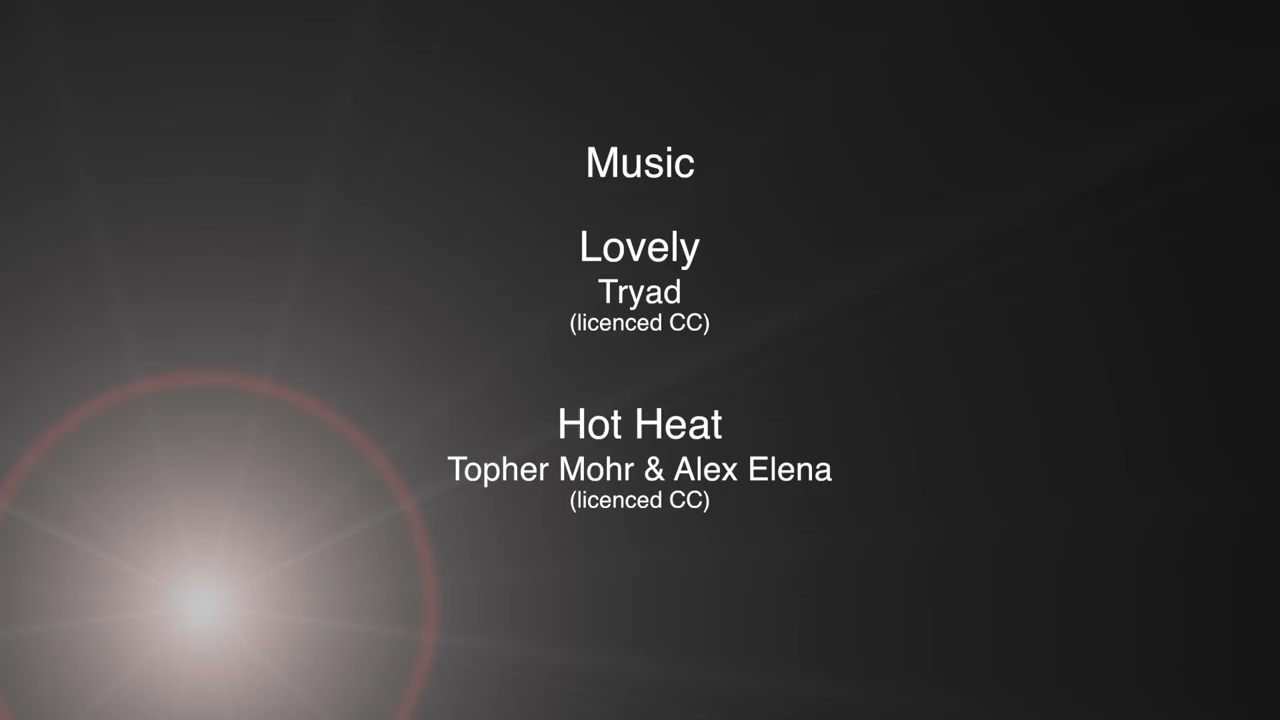 Music
Lovely
Tryad
(licenced CC)
Hot Heat
Topher Mohr & Alex Elena
(licenced CC)